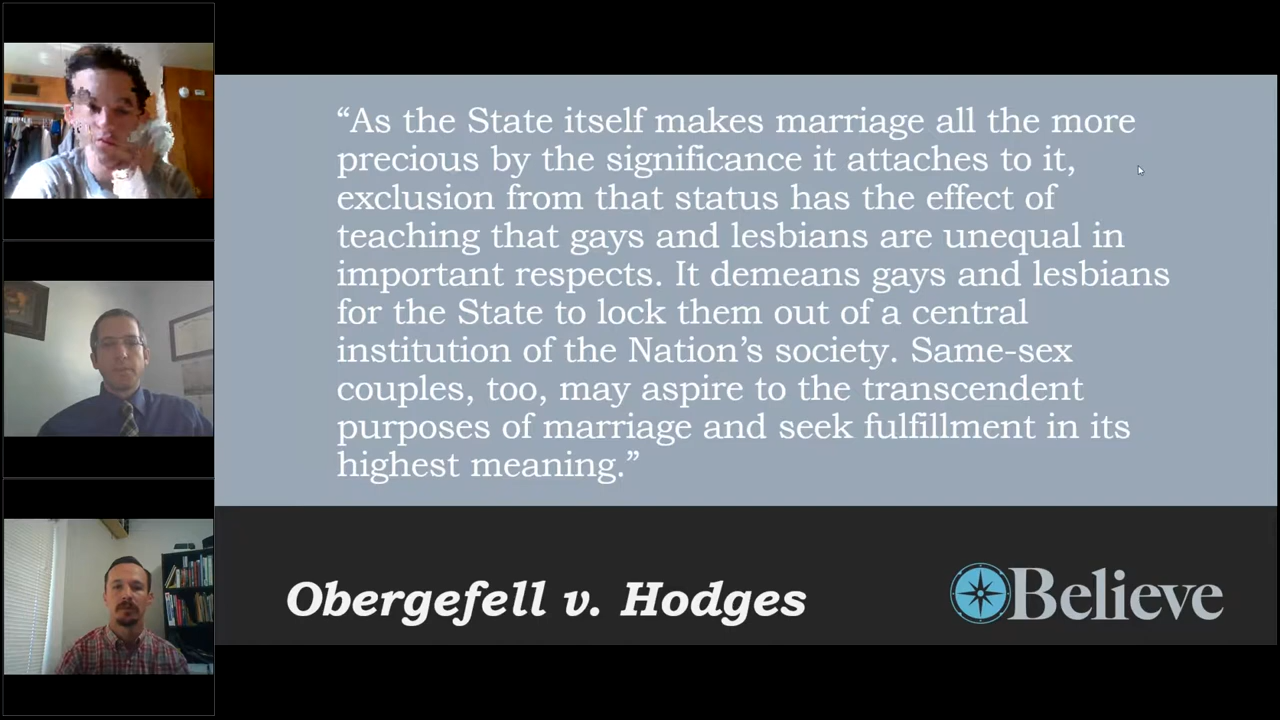 “As the State itself makes marriage all the more
precious by the significance it attaches to it,
exclusion from that status has the effect of
teaching that gays and lesbians are unequal in
important respects. It demeans gays and lesbians
for the State to lock them out of a central
institution of the Nation’s society. Same-sex
couples, too, may aspire to the transcendent
purposes of marriage and seek fulfillment in its
highest meaning.”
Obergefell v. Hodges
Believe